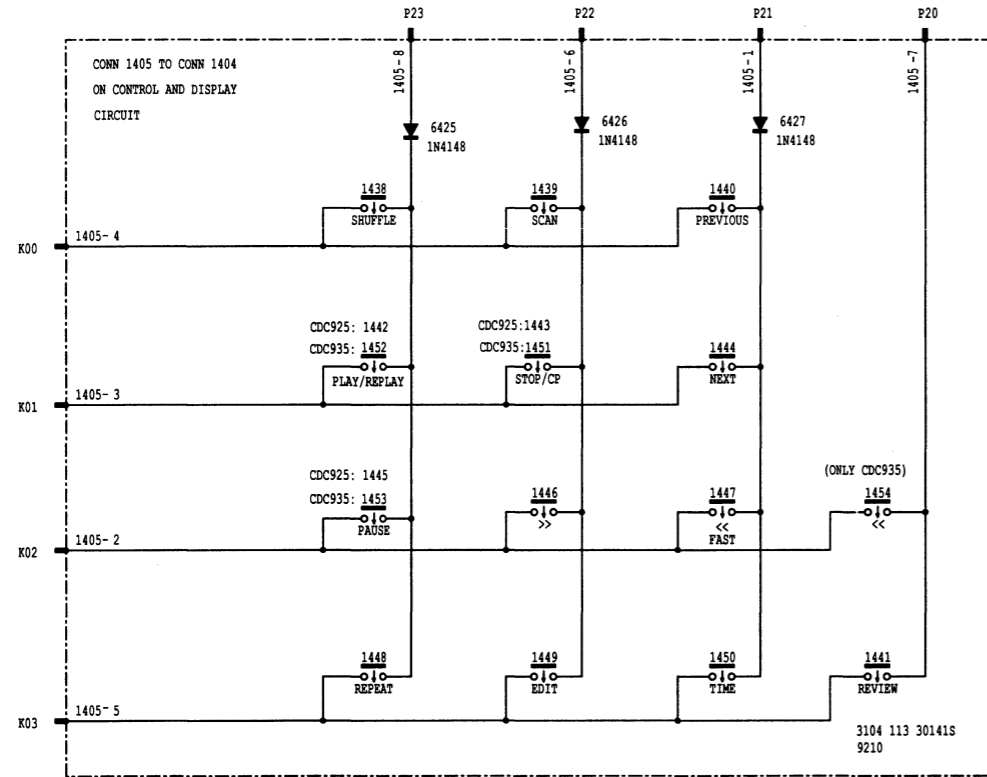 P23 P22 P21 P20
CONN 1405 TO CONN 1404
ON CONTROL AND DISPLAY
CIRCUIT
1405-8 1405-6 1405-1 1405-7
6425
1N4148
6426
1N4148
6427
1N4148
1438
SHUFFLE
1439
SCAN
1440
PREVIOUS
K00 1405-4
CDC925: 1442
CDC935: 1452
PLAY/REPLAY
CDC925:1443
CDC935:1451
STOP/CP
1444
NEXT
K01 1405-3
CDC925: 1445
CDC935: 1453
PAUSE
1446
>>
1447
<<
FAST
(ONLY CDC935)
1454
<<
K02 1405-2
1448
REPEAT
1449
EDIT
1450
TIME
1441
REVIEW
K03 1405-5
3104 113 30141S
9210